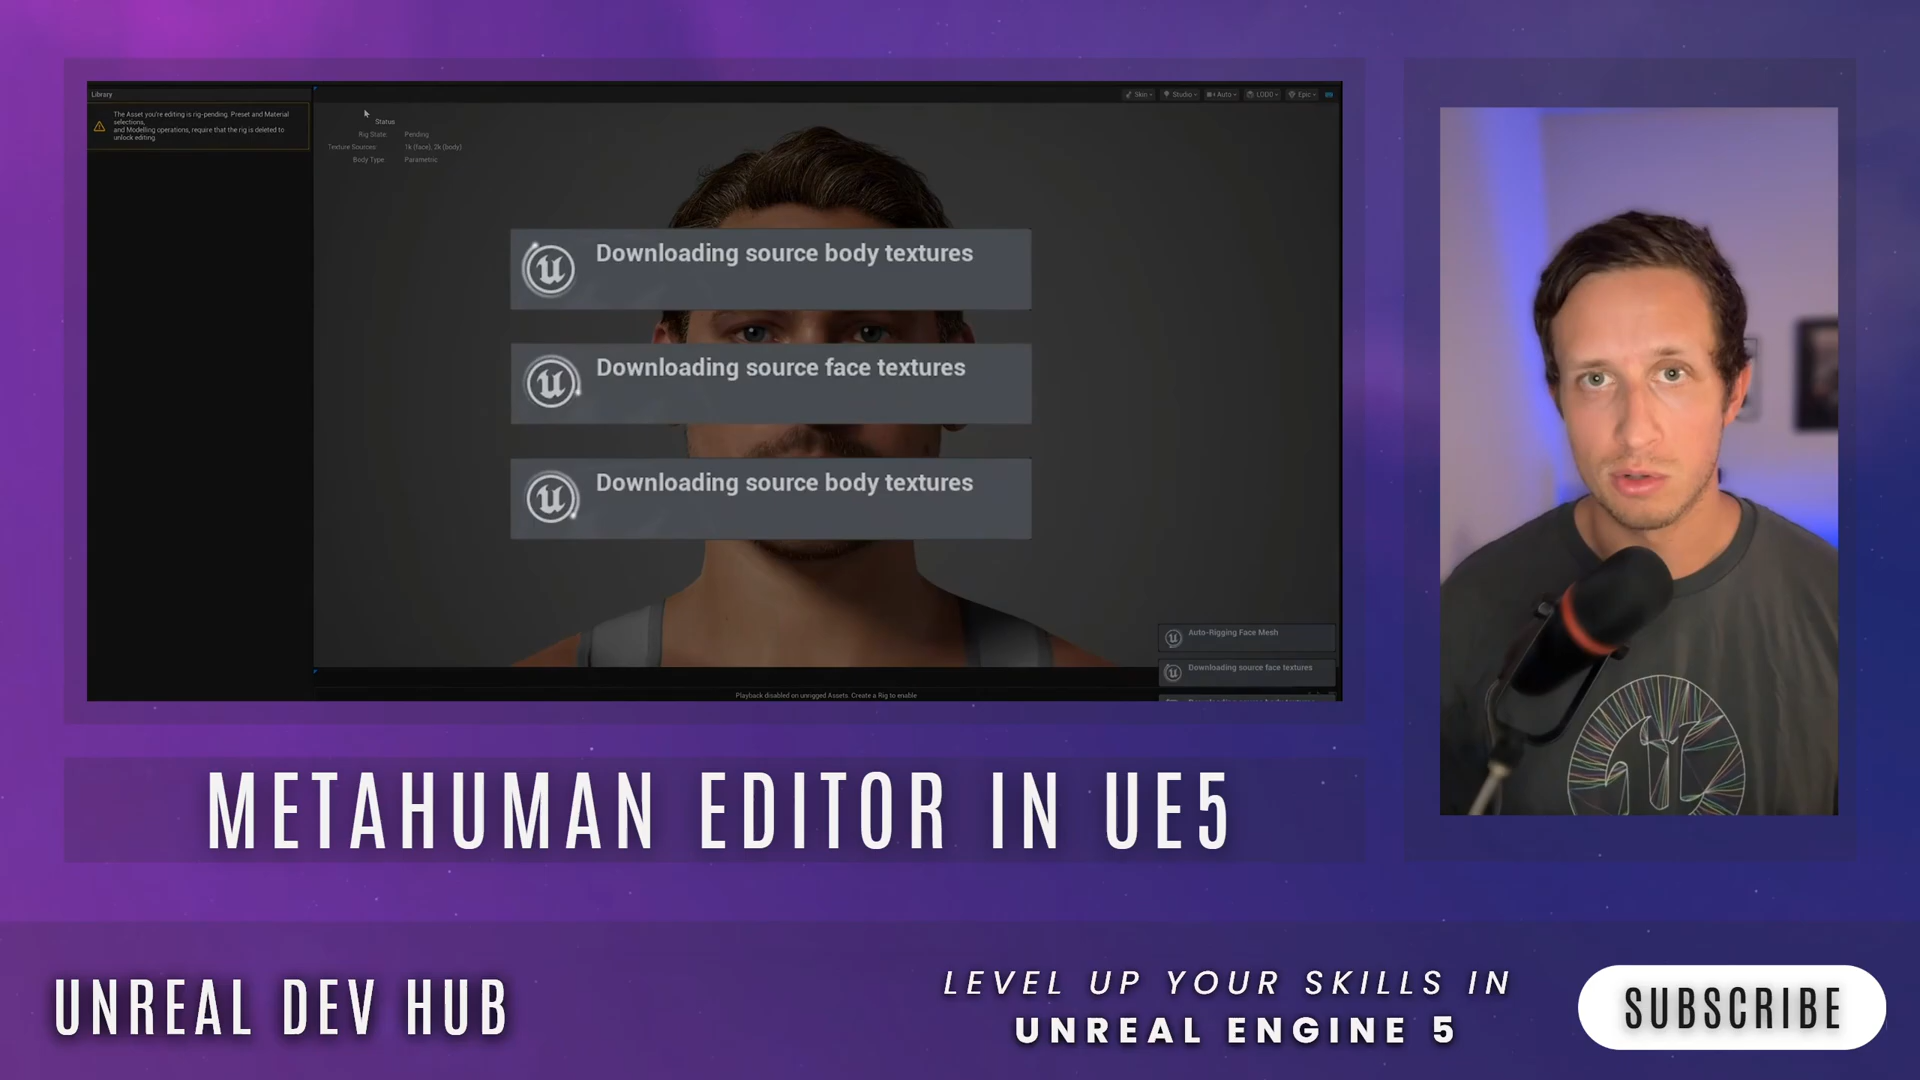 Library
The Asset you're editing is rig-pending. Preset and Material
selections,
and Modelling operations, require that the rig is deleted to
unlock editing
Status
Rig State: Pending
Texture Sources: 1k (face), 2k (body)
Body Type: Parametric
Skin
Studio
Auto
LOD0
Epic
Downloading source body textures
Downloading source face textures
Downloading source body textures
Auto-Rigging Face Mesh
Downloading source face textures
Playback disabled on unrigged Assets. Create a Rig to enable
METAHUMAN EDITOR IN UE5
UNREAL DEV HUB
LEVEL UP YOUR SKILLS IN
UNREAL ENGINE 5
SUBSCRIBE